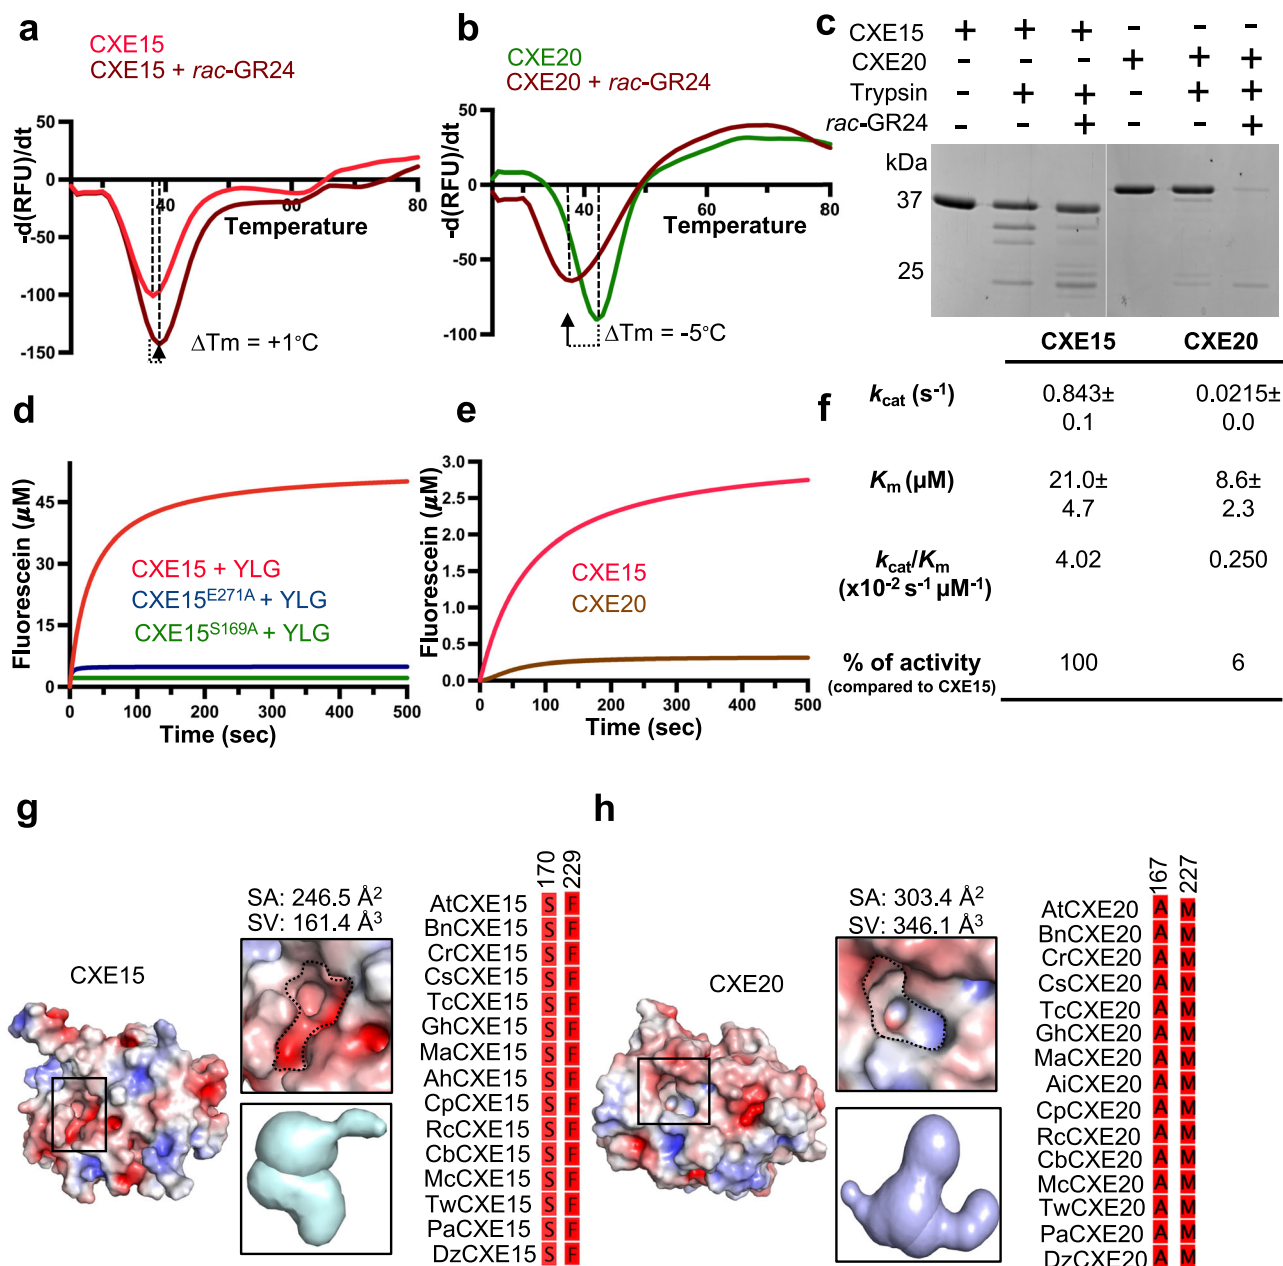 a
CXE15
CXE15 + rac-GR24
-d(RFU)/dt
50
0
-50
-100
-150
40
60
80
Temperature
ΔTm = +1°C
b
CXE20
CXE20 + rac-GR24
-d(RFU)/dt
50
0
-50
-100
40
60
80
Temperature
ΔTm = -5°C
c
CXE15 + + + - - -
CXE20 - - - + + +
Trypsin - + + - + +
rac-GR24 - - + - - +
kDa
37
25
d
Fluorescein (μM)
45
30
15
0
0 100 200 300 400 500
Time (sec)
CXE15 + YLG
CXE15E271A + YLG
CXE15S169A + YLG
e
Fluorescein (μM)
3.0
2.5
2.0
1.5
1.0
0.5
0.0
0 100 200 300 400 500
Time (sec)
CXE15
CXE20
f
CXE15 CXE20
kcat (s-1) 0.843± 0.0215±
0.1 0.0
Km (μM) 21.0± 8.6±
4.7 2.3
kcat/Km 4.02 0.250
(x10-2 s-1 μM-1)
% of activity 100 6
(compared to CXE15)
g
CXE15
SA: 246.5 Å2
SV: 161.4 Å3
170 229
AtCXE15 S F
BnCXE15 S F
CrCXE15 S F
CsCXE15 S F
TcCXE15 S F
GhCXE15 S F
MaCXE15 S F
AhCXE15 S F
CpCXE15 S F
RcCXE15 S F
CbCXE15 S F
McCXE15 S F
TwCXE15 S F
PaCXE15 S F
DzCXE15 S F
h
CXE20
SA: 303.4 Å2
SV: 346.1 Å3
167 227
AtCXE20 A M
BnCXE20 A M
CrCXE20 A M
CsCXE20 A M
TcCXE20 A M
GhCXE20 A M
MaCXE20 A M
AiCXE20 A M
CpCXE20 A M
RcCXE20 A M
CbCXE20 A M
McCXE20 A M
TwCXE20 A M
PaCXE20 A M
DzCXE20 A M